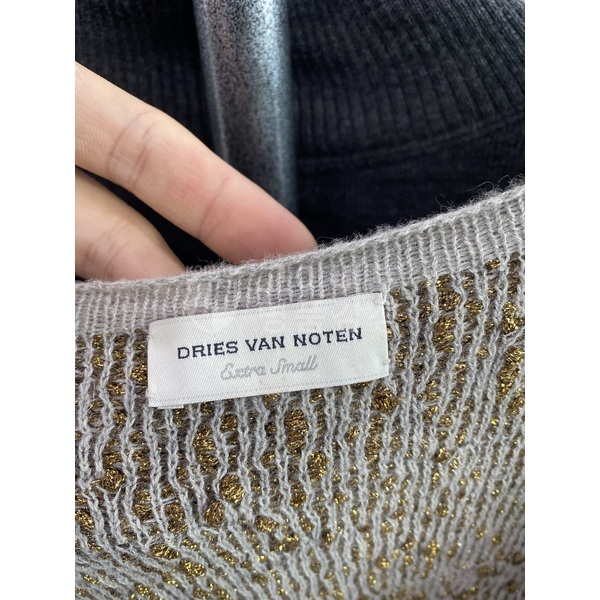 DRIES VAN NOTEN
Extra Small